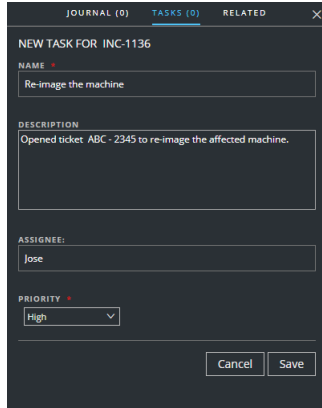 JOURNAL (0) TASKS (0) RELATED
NEW TASK FOR INC-1136
NAME *
Re-image the machine
DESCRIPTION
Opened ticket ABC - 2345 to re-image the affected machine.
ASSIGNEE:
Jose
PRIORITY *
High
Cancel Save